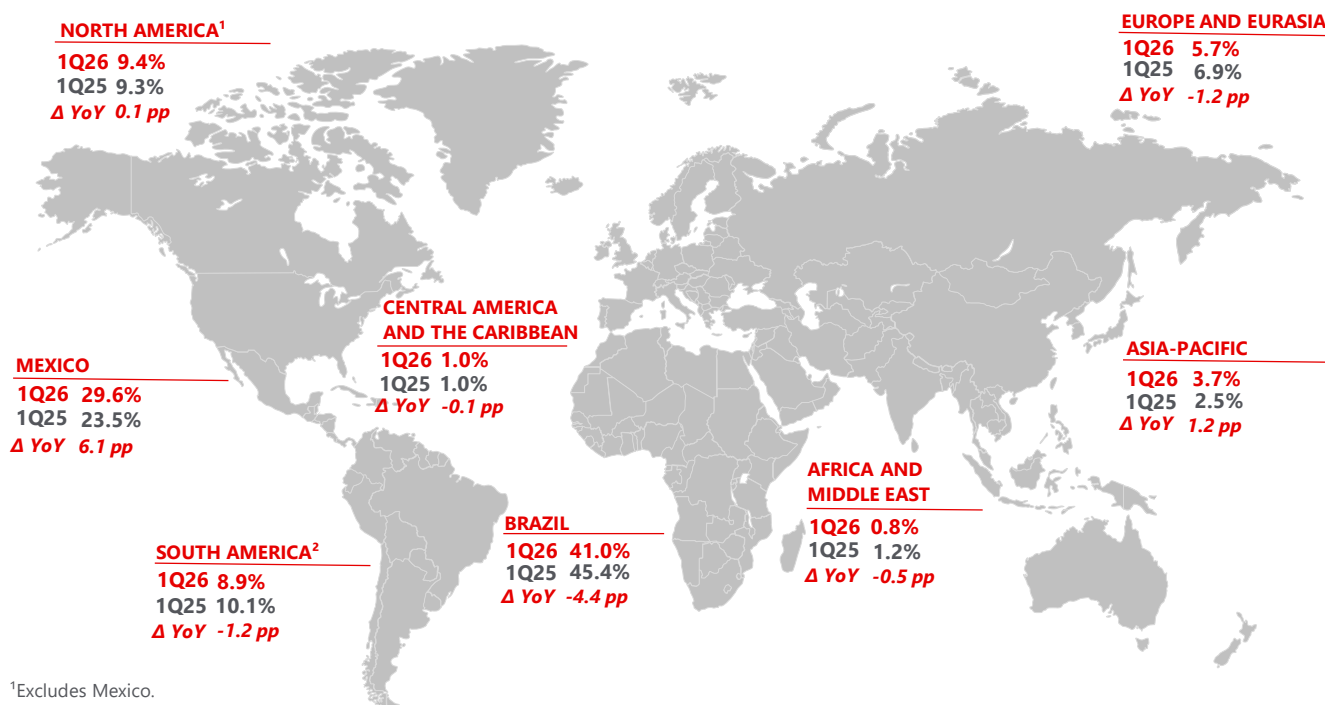 NORTH AMERICA¹
1Q26 9.4%
1Q25 9.3%
Δ YoY 0.1 pp
EUROPE AND EURASIA
1Q26 5.7%
1Q25 6.9%
Δ YoY -1.2 pp
CENTRAL AMERICA
AND THE CARIBBEAN
1Q26 1.0%
1Q25 1.0%
Δ YoY -0.1 pp
MEXICO
1Q26 29.6%
1Q25 23.5%
Δ YoY 6.1 pp
ASIA-PACIFIC
1Q26 3.7%
1Q25 2.5%
Δ YoY 1.2 pp
AFRICA AND
MIDDLE EAST
1Q26 0.8%
1Q25 1.2%
Δ YoY -0.5 pp
BRAZIL
1Q26 41.0%
1Q25 45.4%
Δ YoY -4.4 pp
SOUTH AMERICA²
1Q26 8.9%
1Q25 10.1%
Δ YoY -1.2 pp
¹Excludes Mexico.